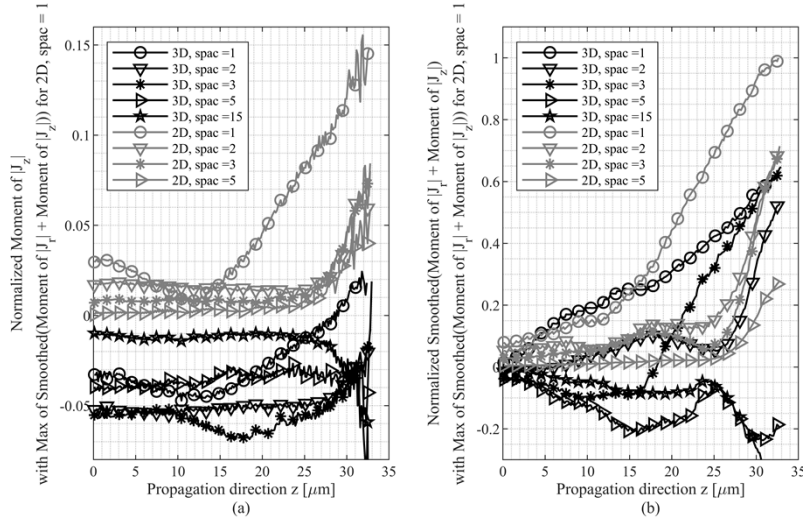 Normalized Moment of |J_z|
with Max of Smoothed(Moment of |J_r| + Moment of |J_z|)) for 2D, spac = 1
0.15
0.1
0.05
0
-0.05
0
5
10
15
20
25
30
35
3D, spac =1
3D, spac =2
3D, spac =3
3D, spac =5
3D, spac =15
2D, spac =1
2D, spac =2
2D, spac =3
2D, spac =5
Propagation direction z [μm]
(a)
Normalized Smoothed(Moment of |J_r| + Moment of |J_z|)
with Max of Smoothed(Moment of |J_r| + Moment of |J_z|)) for 2D, spac = 1
1
0.8
0.6
0.4
0.2
0
-0.2
0
5
10
15
20
25
30
35
3D, spac =1
3D, spac =2
3D, spac =3
3D, spac =5
3D, spac =15
2D, spac =1
2D, spac =2
2D, spac =3
2D, spac =5
Propagation direction z [μm]
(b)